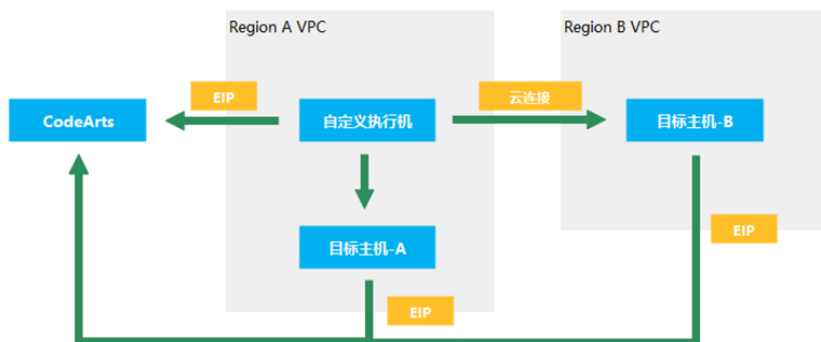 Region A VPC
Region B VPC
EIP
云连接
CodeArts
自定义执行机
目标主机-B
EIP
目标主机-A
EIP